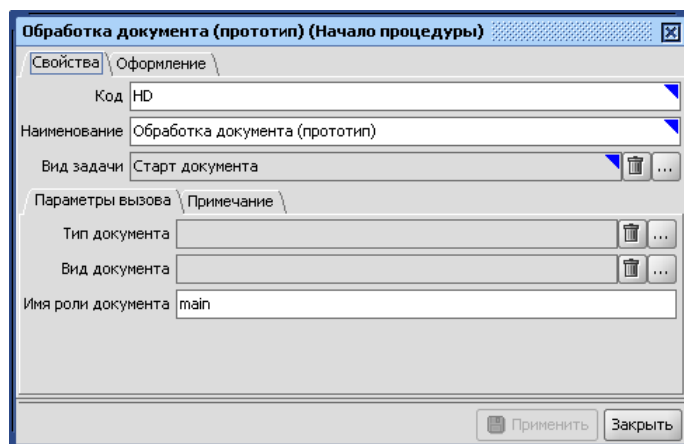 Обработка документа (прототип) (Начало процедуры)
Свойства Оформление
Код HD
Наименование Обработка документа (прототип)
Вид задачи Старт документа ...
Параметры вызова Примечание
Тип документа ...
Вид документа ...
Имя роли документа main
Применить Закрыть